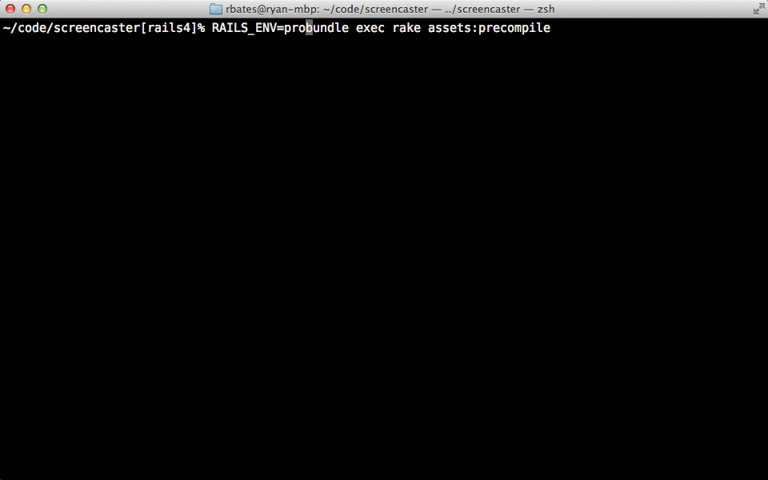 rbates@ryan-mbp: ~/code/screencaster — ../screencaster — zsh
~/code/screencaster[rails4]% RAILS_ENV=probundle exec rake assets:precompile